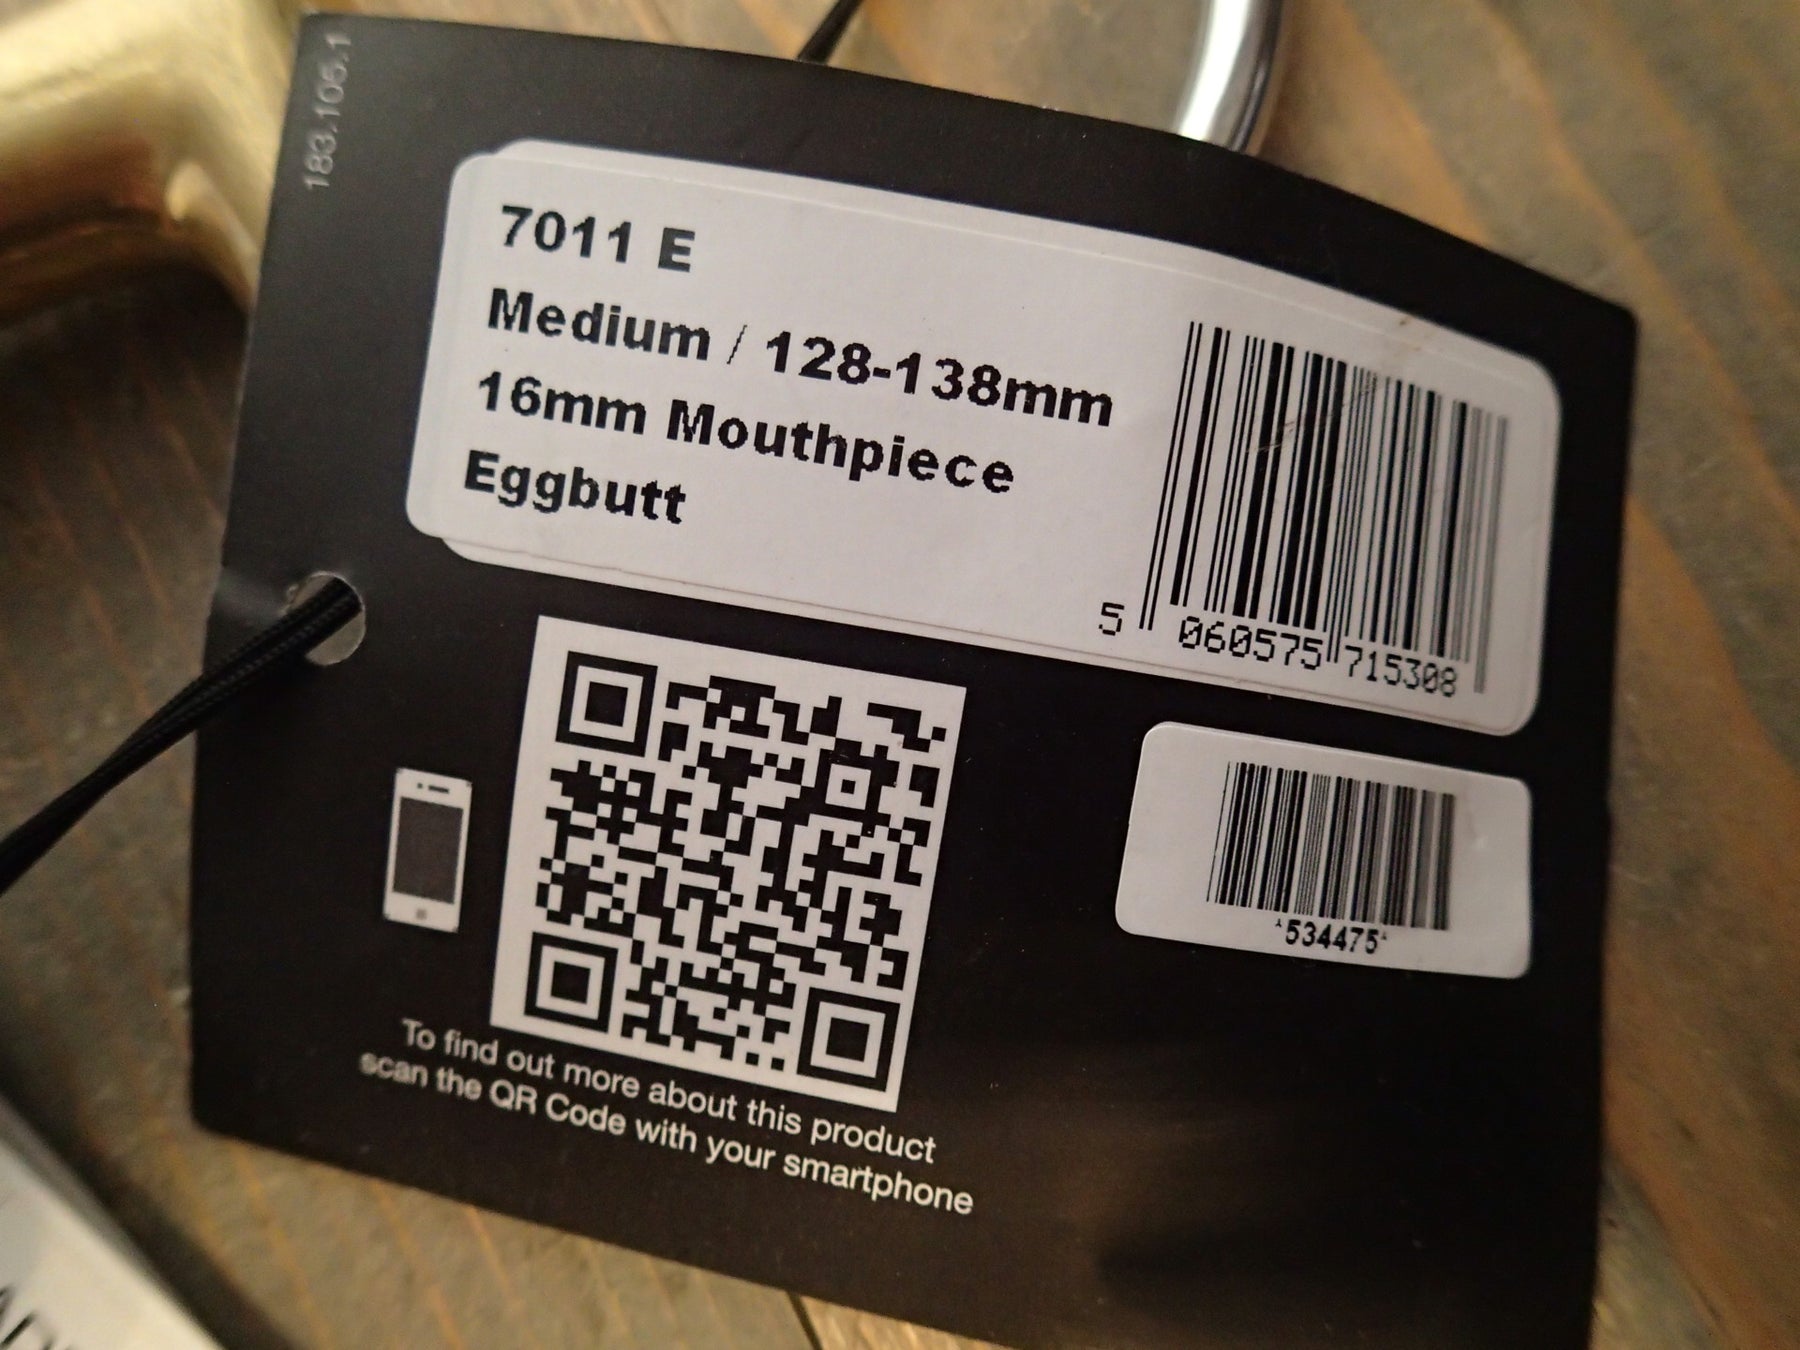 183.105.1
7011 E
Medium / 128-138mm
16mm Mouthpiece
Eggbutt
5 060575 715308
*534475*
To find out more about this product
scan the QR Code with your smartphone